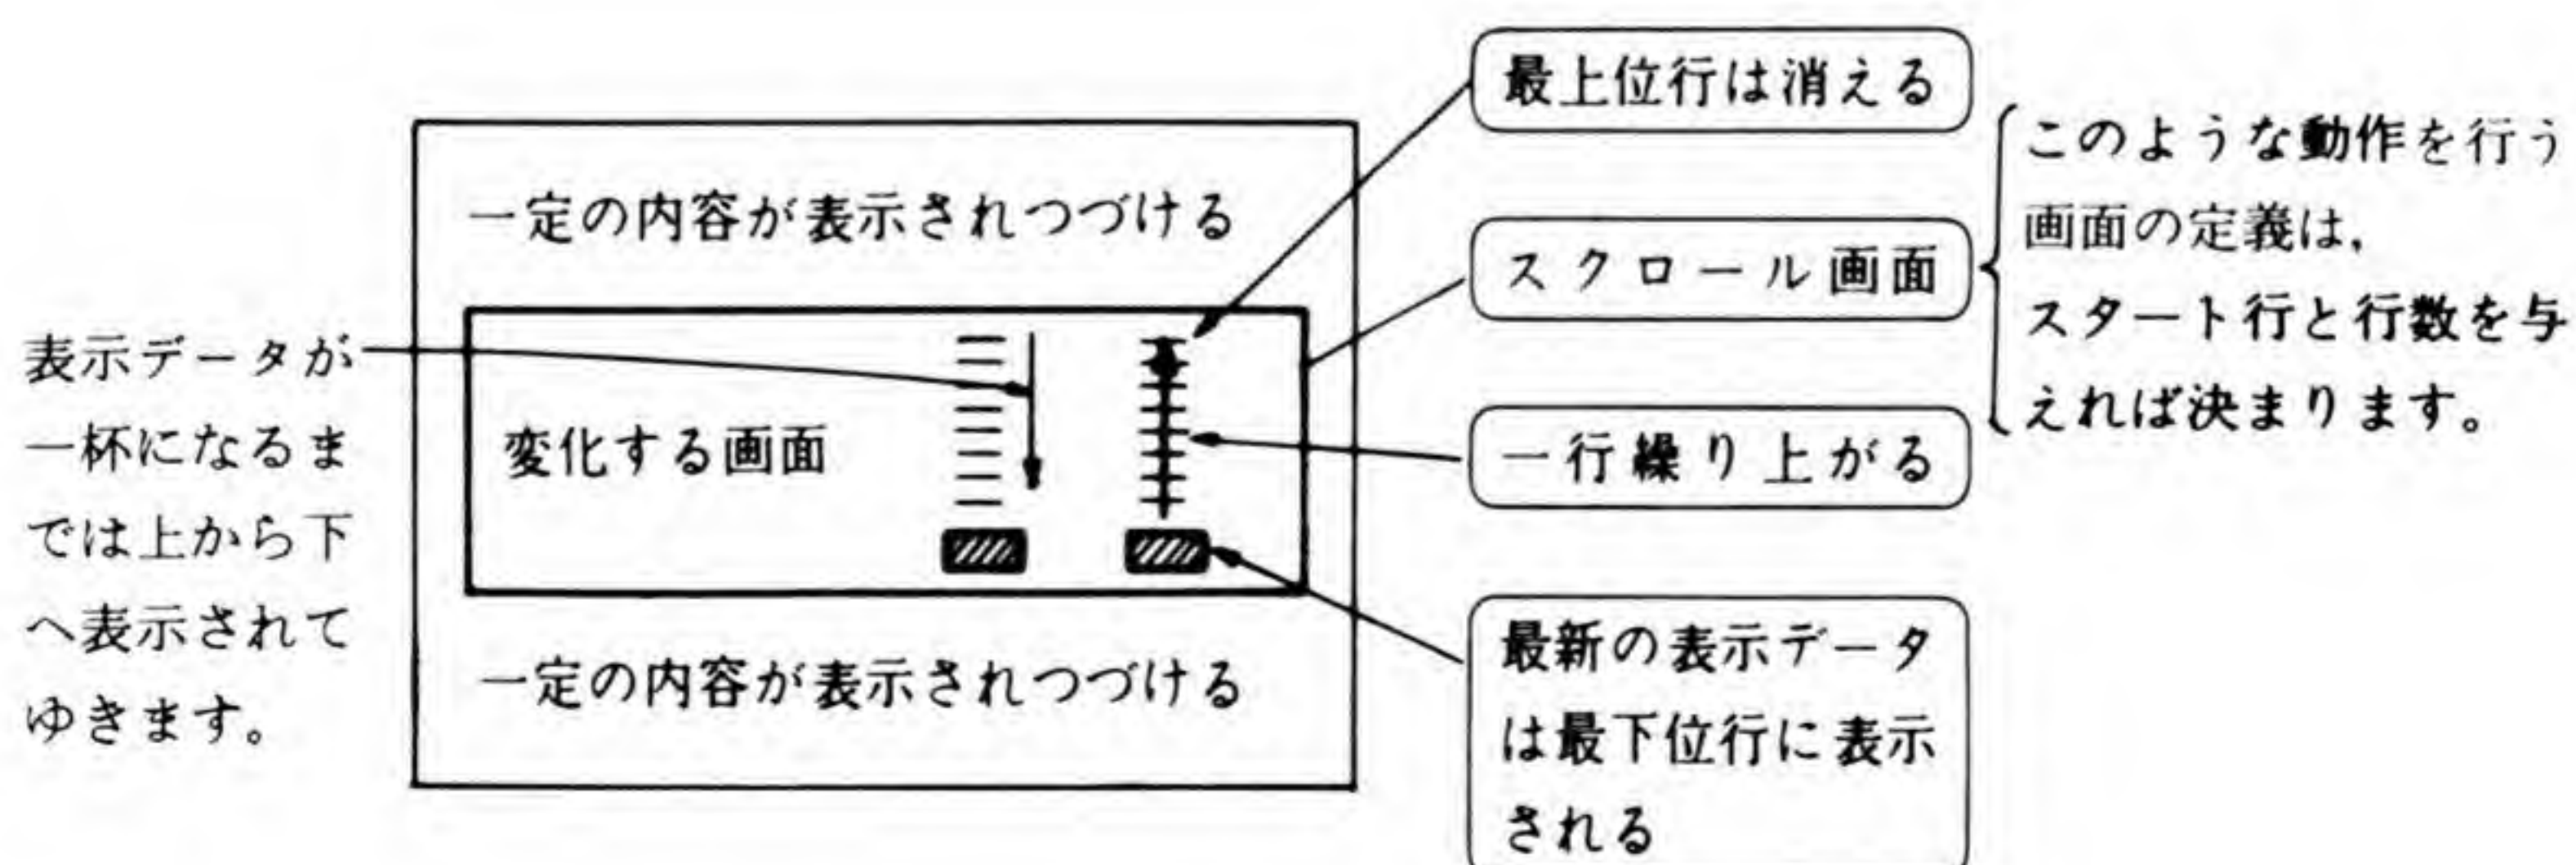 表示データが
一杯になるま
では上から下
へ表示されて
ゆきます。
一定の内容が表示されつづける
変化する画面
一定の内容が表示されつづける
最上位行は消える
スクロール画面
一行繰り上がる
最新の表示データ
は最下位行に表示
される
このような動作を行う
画面の定義は,
スタート行と行数を与
えれば決まります。